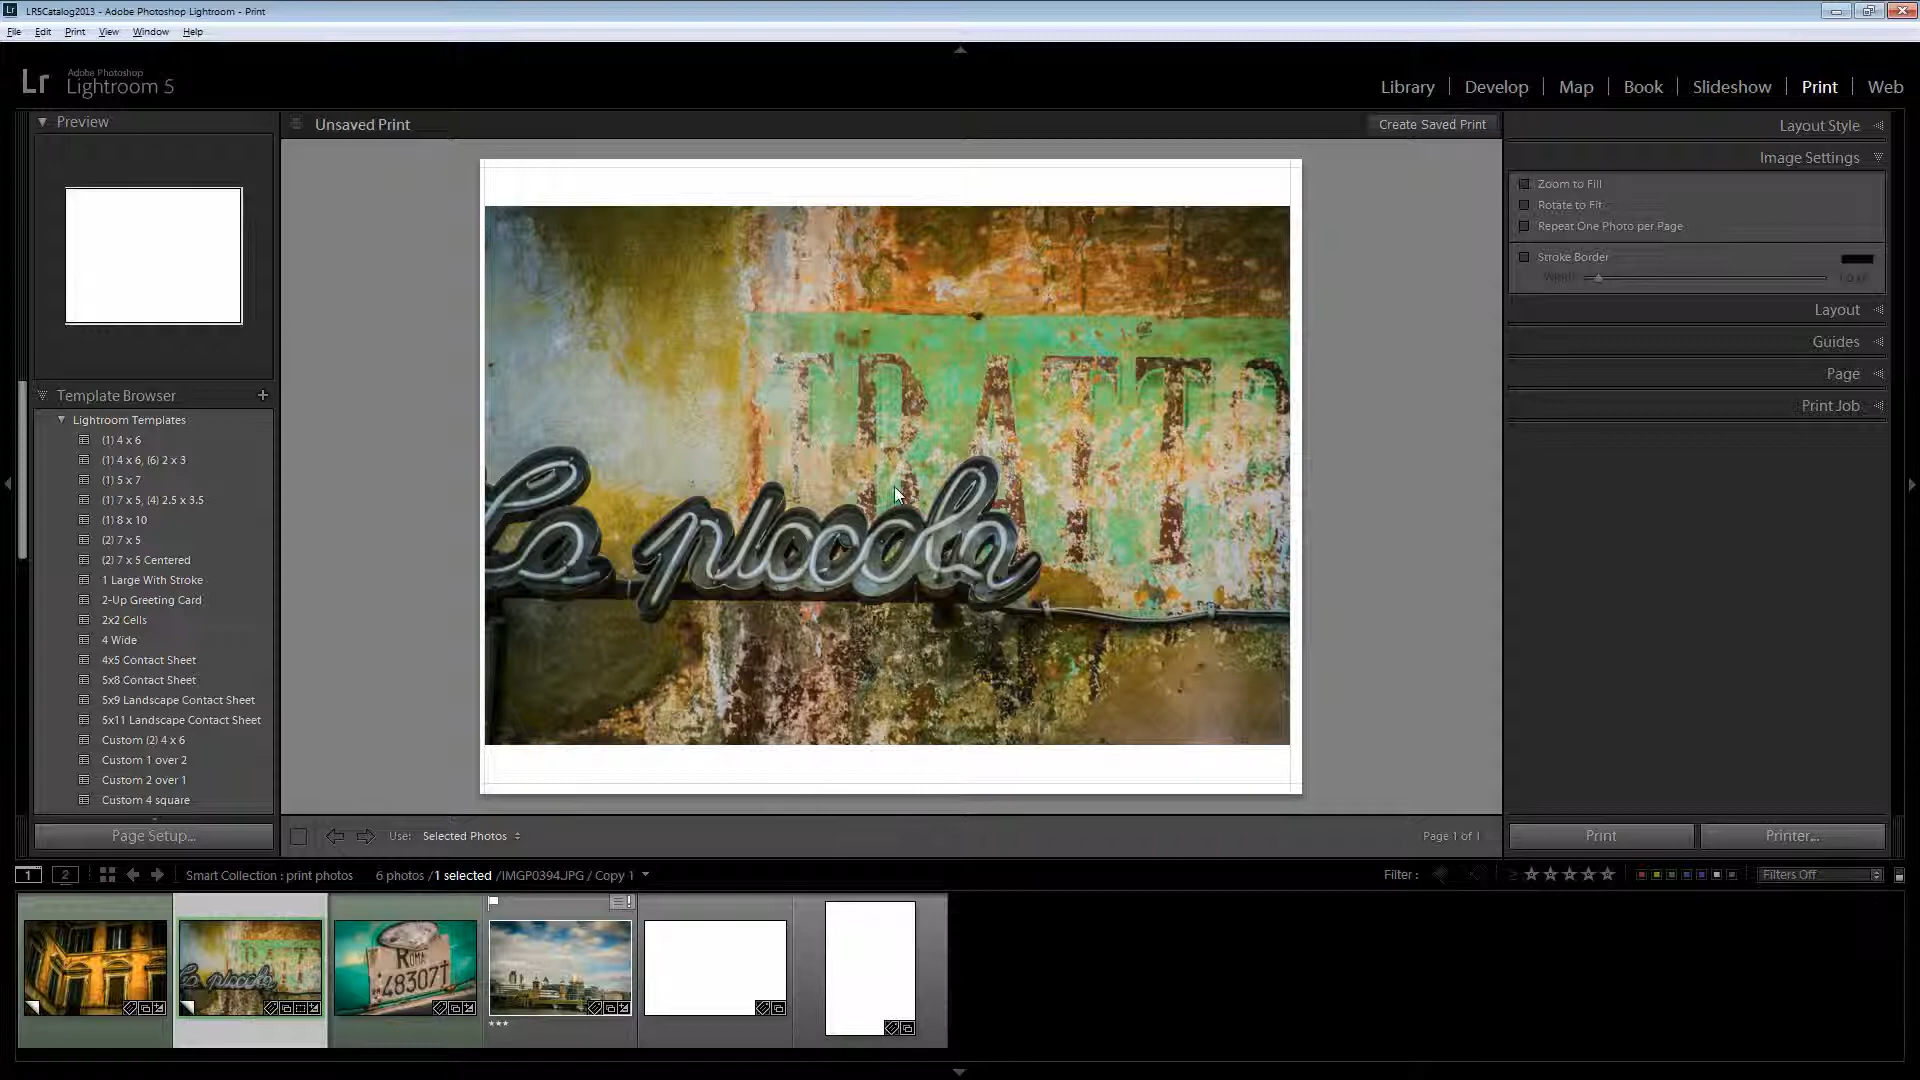 LR5Catalog2013 - Adobe Photoshop Lightroom - Print
File Edit Print View Window Help
Lr Adobe Photoshop
Lightroom 5
Library Develop Map Book Slideshow Print Web
Preview
Unsaved Print
Create Saved Print
Layout Style
Image Settings
Zoom to Fill
Rotate to Fit
Repeat One Photo per Page
Stroke Border
Width
Layout
Guides
Page
Print Job
TRATTO
La piccola
Template Browser +
Lightroom Templates
(1) 4 x 6
(1) 4 x 6, (6) 2 x 3
(1) 5 x 7
(1) 7 x 5, (4) 2.5 x 3.5
(1) 8 x 10
(2) 7 x 5
(2) 7 x 5 Centered
1 Large With Stroke
2-Up Greeting Card
2x2 Cells
4 Wide
4x5 Contact Sheet
5x8 Contact Sheet
5x9 Landscape Contact Sheet
5x11 Landscape Contact Sheet
Custom (2) 4 x 6
Custom 1 over 2
Custom 2 over 1
Custom 4 square
Page Setup...
Use: Selected Photos
Page 1 of 1
Print
Printer...
1 2
Smart Collection : print photos 6 photos / 1 selected / IMGP0394.JPG / Copy 1
Filter : ≥ ★★★★★
Filters Off
La piccola
ROMA
48307T
★★★